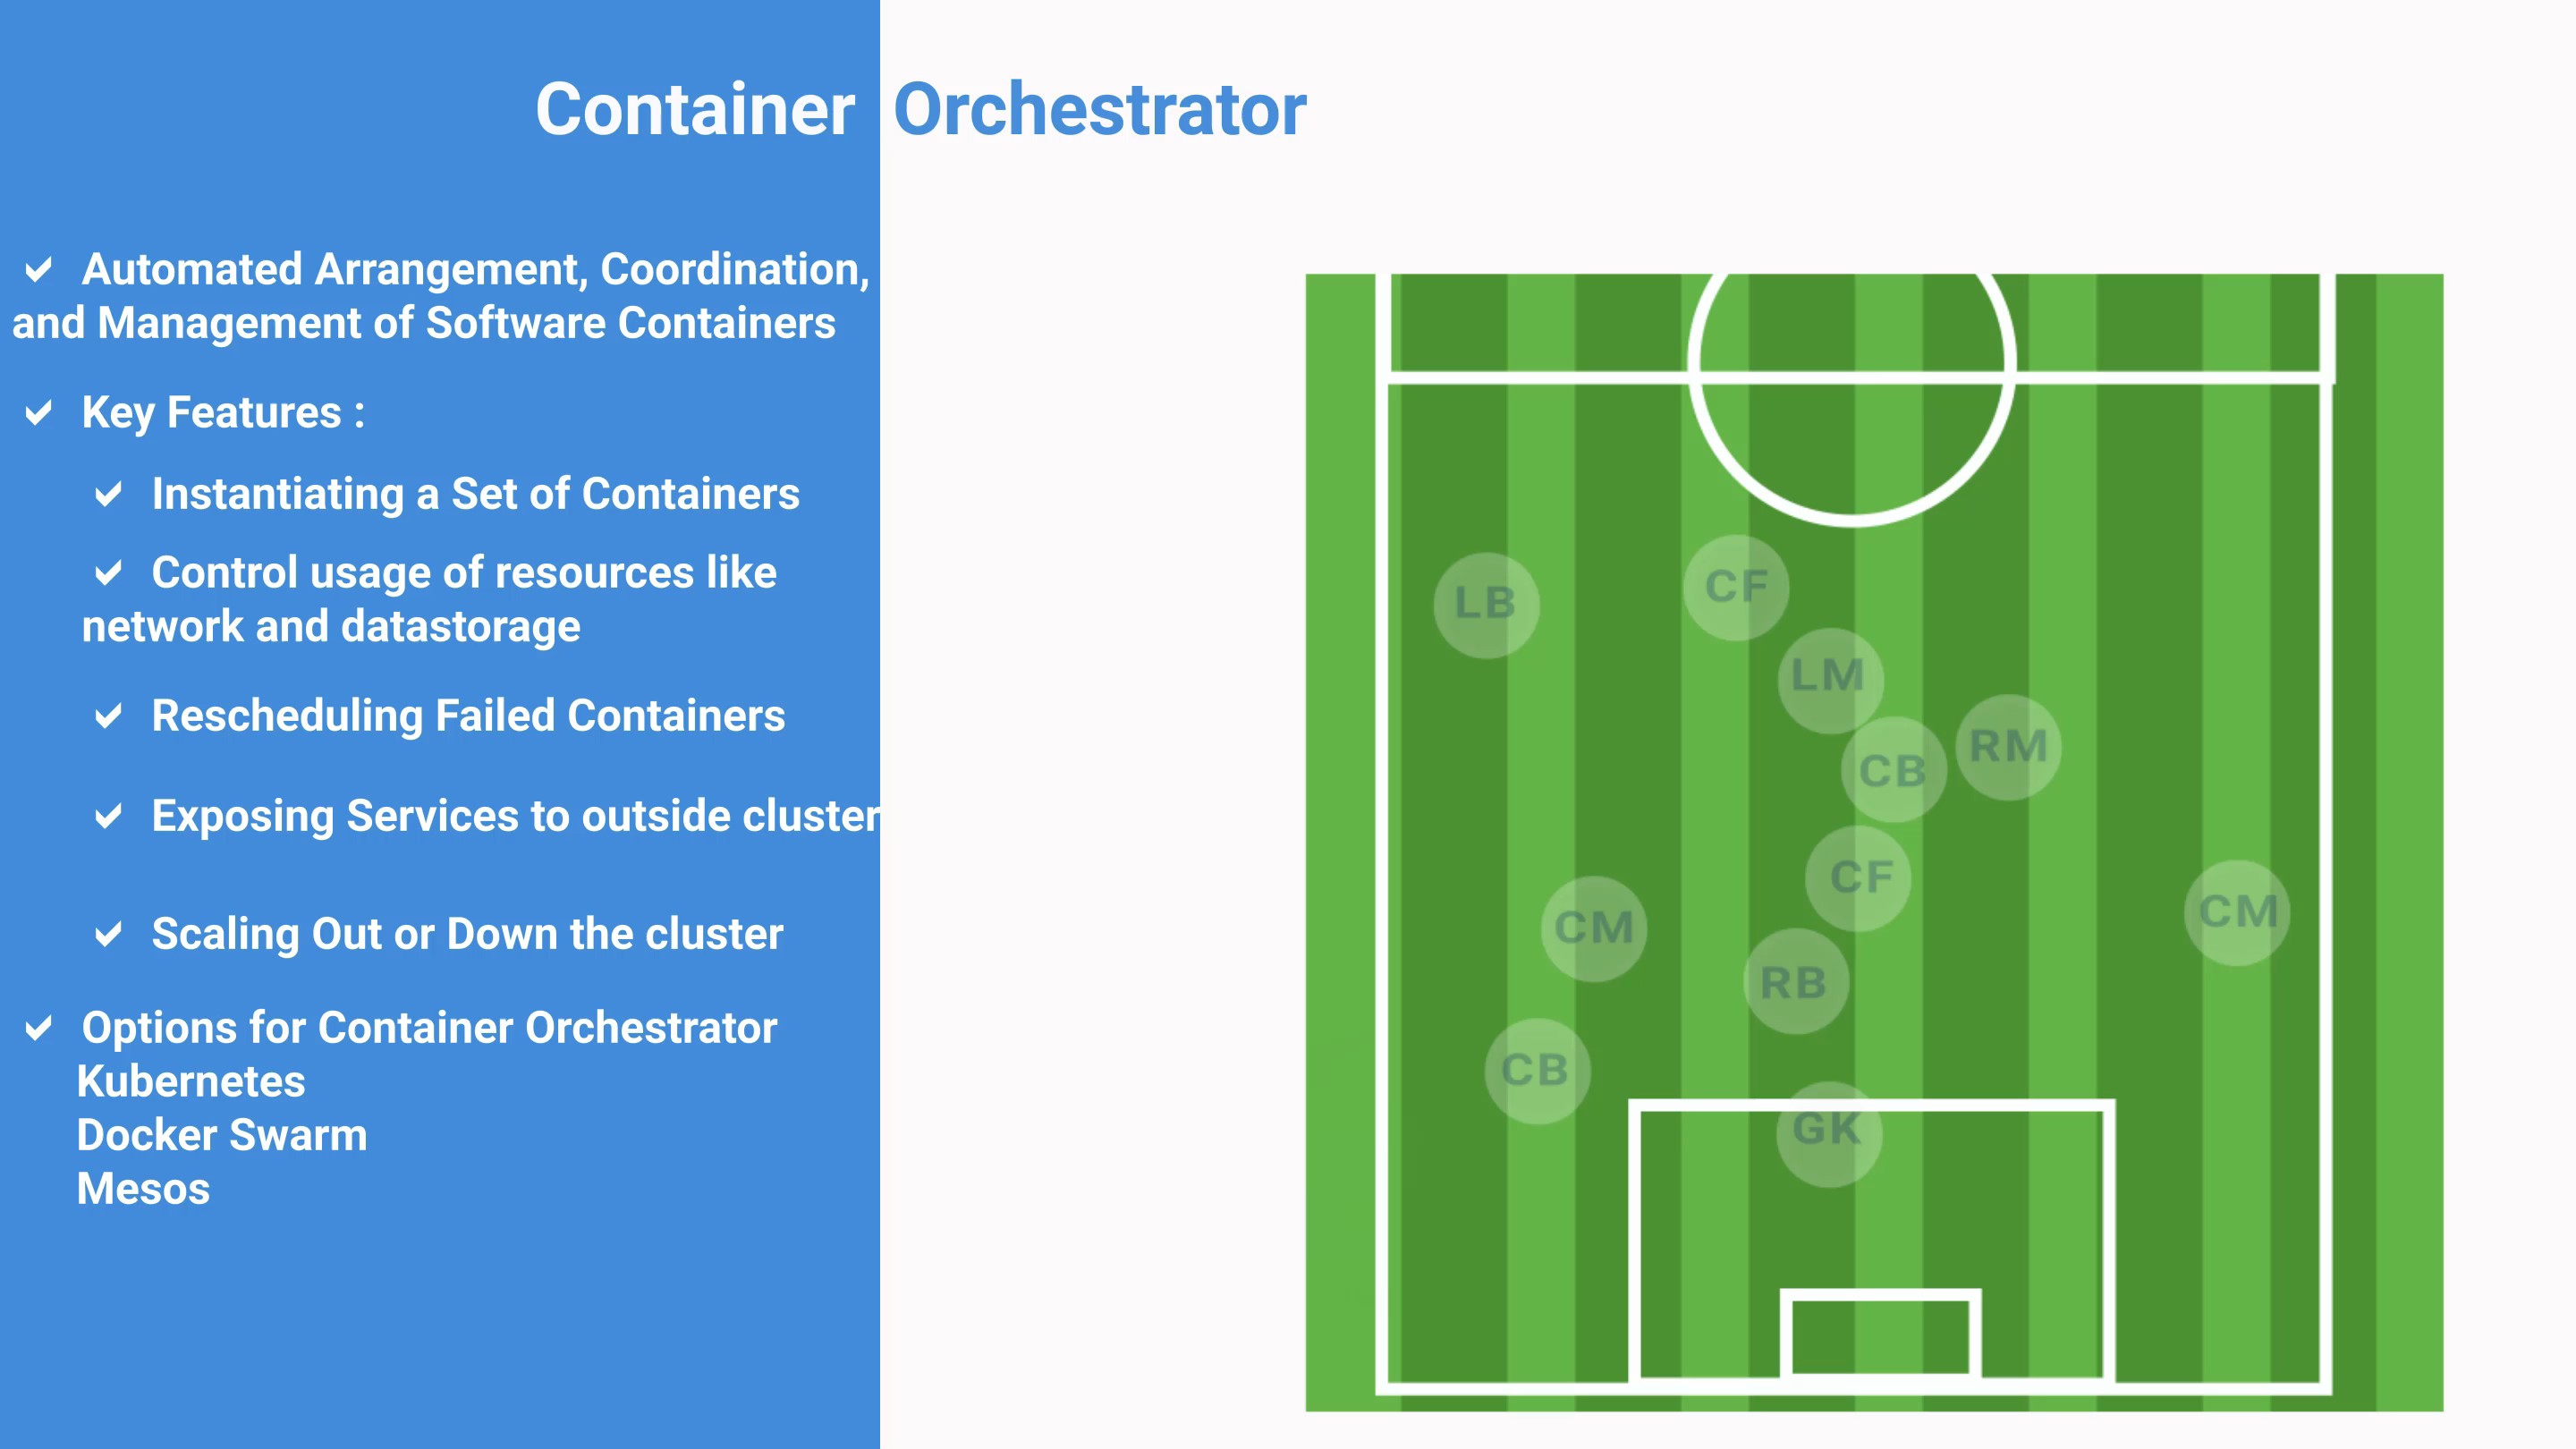 Container Orchestrator
Automated Arrangement, Coordination,
and Management of Software Containers
Key Features :
Instantiating a Set of Containers
Control usage of resources like
network and datastorage
Rescheduling Failed Containers
Exposing Services to outside cluster
Scaling Out or Down the cluster
Options for Container Orchestrator
Kubernetes
Docker Swarm
Mesos
LB
CF
LM
RM
CB
CF
CM
CM
RB
CB
GK